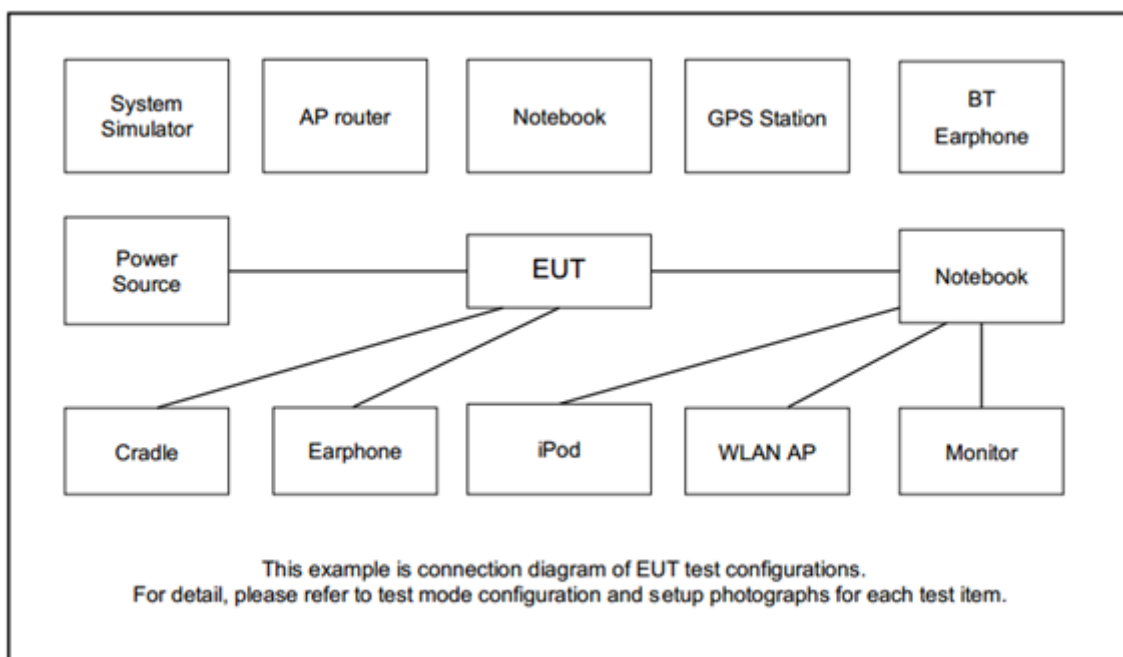 System
Simulator
AP router
Notebook
GPS Station
BT
Earphone
Power
Source
EUT
Notebook
Cradle
Earphone
iPod
WLAN AP
Monitor
This example is connection diagram of EUT test configurations.
For detail, please refer to test mode configuration and setup photographs for each test item.